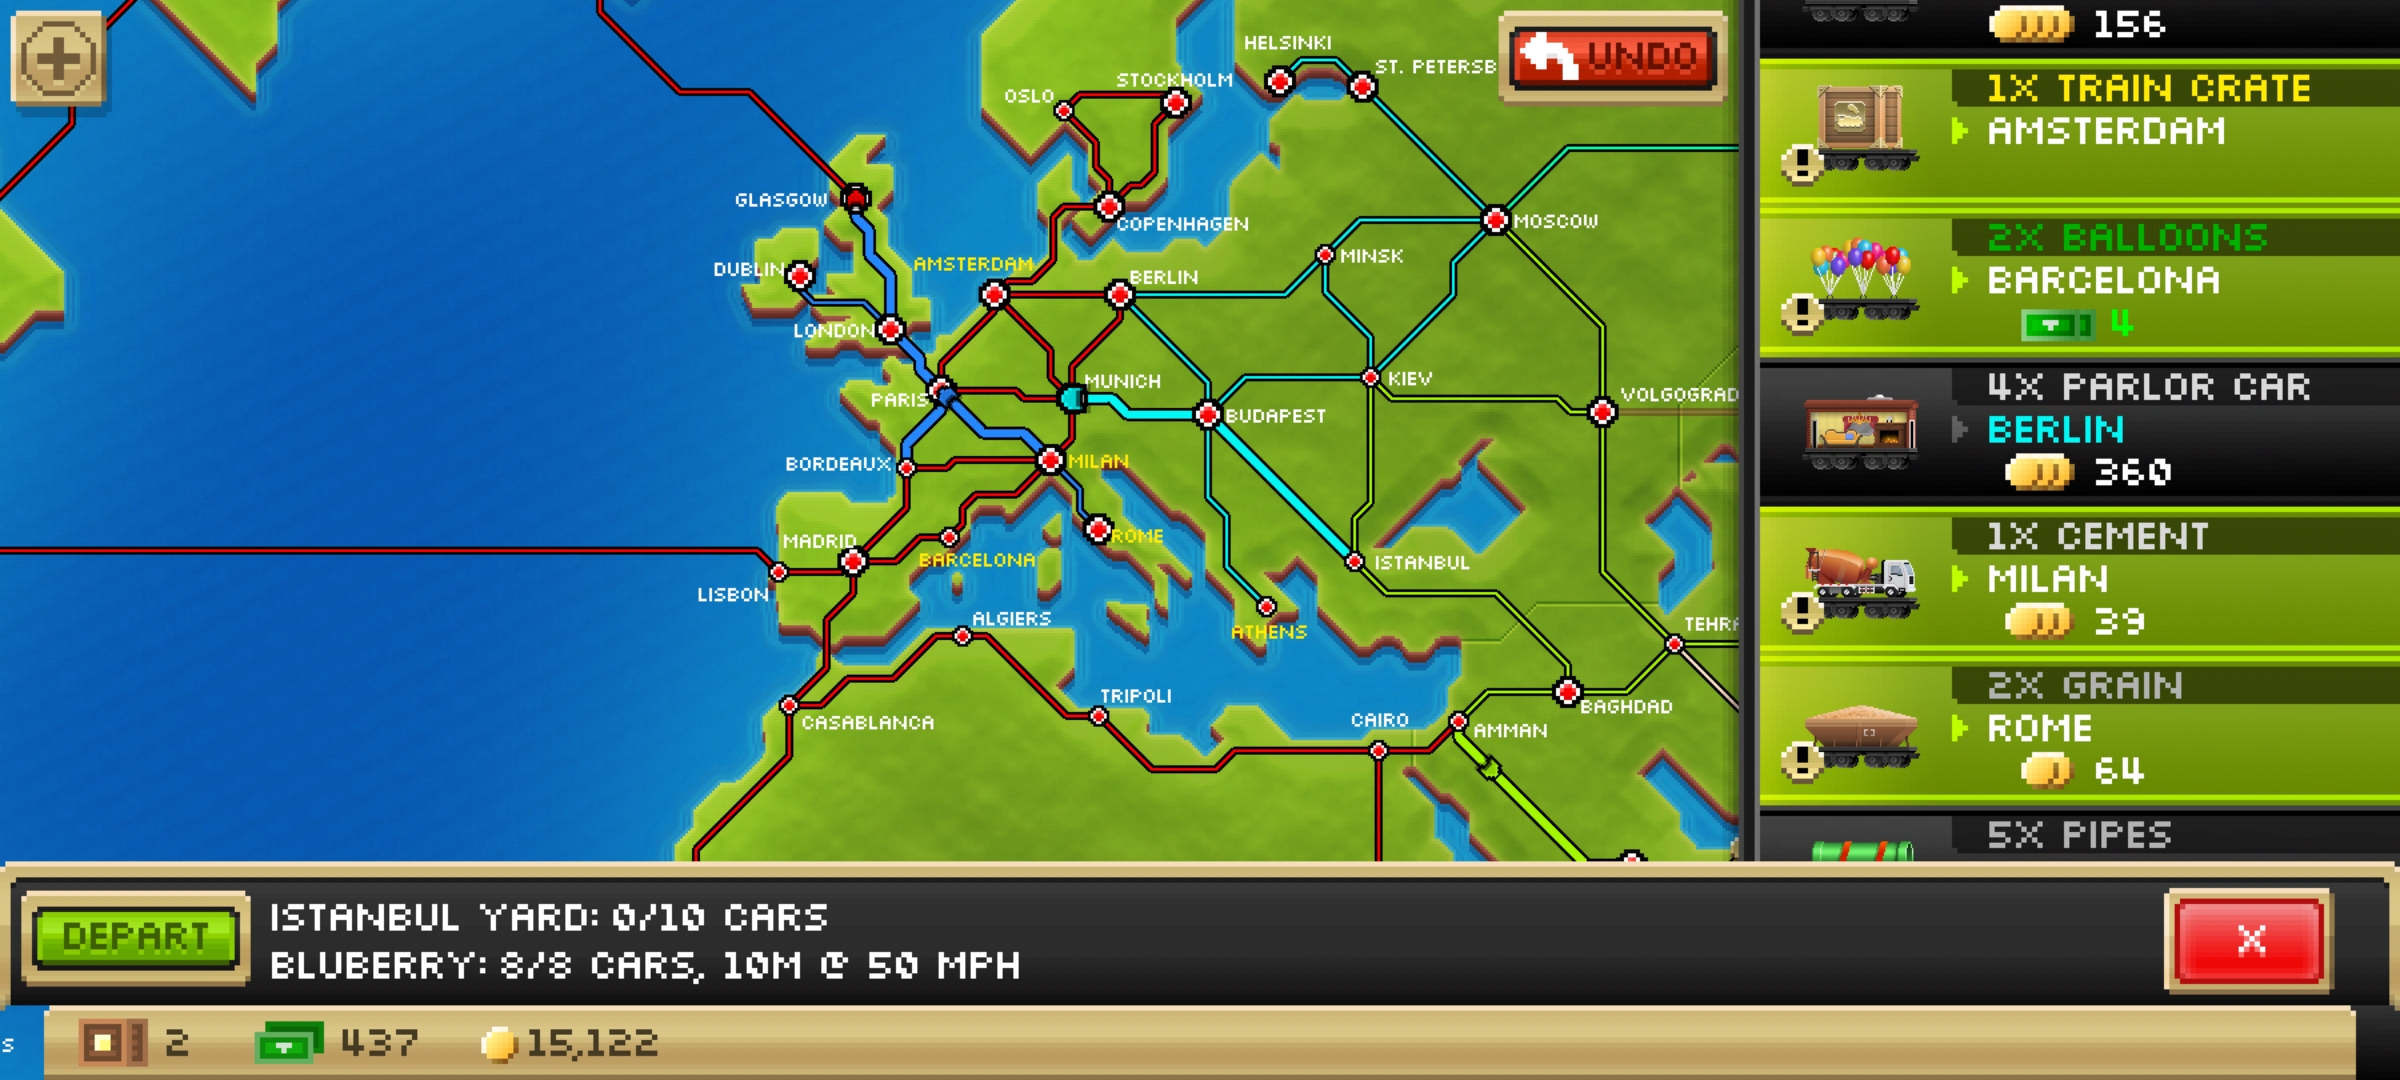 HELSINKI
ST. PETERSB
UNDO
STOCKHOLM
OSLO
GLASGOW
COPENHAGEN
MOSCOW
MINSK
DUBLIN
AMSTERDAM
BERLIN
LONDON
MUNICH
KIEV
PARIS
VOLGOGRAD
BUDAPEST
BORDEAUX
MILAN
MADRID
ROME
BARCELONA
ISTANBUL
LISBON
ALGIERS
ATHENS
TEHRA
TRIPOLI
CASABLANCA
CAIRO
BAGHDAD
AMMAN
156
1X TRAIN CRATE
AMSTERDAM
2X BALLOONS
BARCELONA
4
4X PARLOR CAR
BERLIN
360
1X CEMENT
MILAN
39
2X GRAIN
ROME
64
5X PIPES
DEPART
ISTANBUL YARD: 0/10 CARS
BLUBERRY: 8/8 CARS, 10M @ 50 MPH
X
S
2
437
15,122